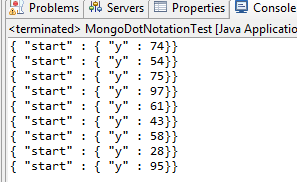 Problems Servers Properties Console
<terminated> MongoDotNotationTest [Java Applicatio
{ "start" : { "y" : 74}}
{ "start" : { "y" : 54}}
{ "start" : { "y" : 75}}
{ "start" : { "y" : 97}}
{ "start" : { "y" : 61}}
{ "start" : { "y" : 43}}
{ "start" : { "y" : 58}}
{ "start" : { "y" : 28}}
{ "start" : { "y" : 95}}